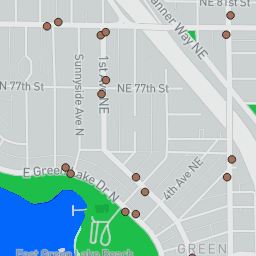 NE 81st St
anner Way NE
N 77th St
NE 77th St
Sunnyside Ave N
1st Ave NE
4th Ave NE
E Green Lake Dr N
East Green Lake Beach
GREEN